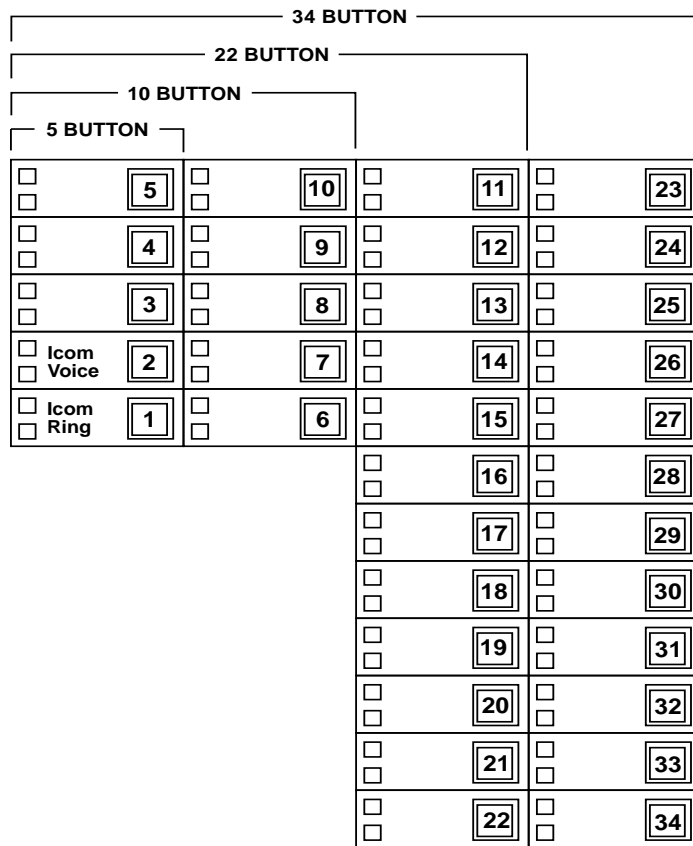 34 BUTTON
22 BUTTON
10 BUTTON
5 BUTTON
5 10 11 23
4 9 12 24
3 8 13 25
Icom
Voice 2 7 14 26
Icom
Ring 1 6 15 27
16 28
17 29
18 30
19 31
20 32
21 33
22 34